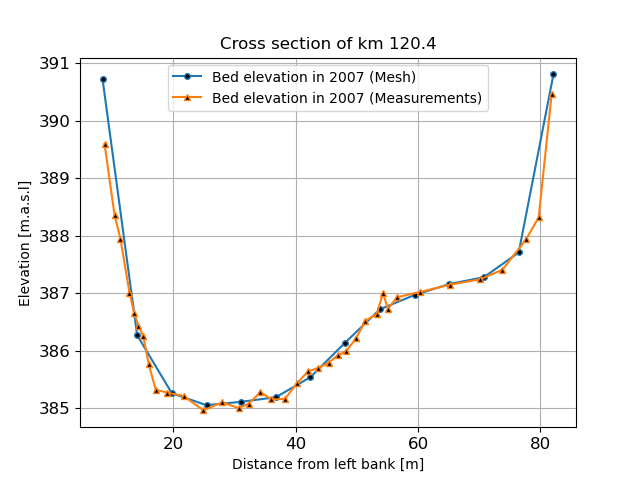 Cross section of km 120.4
Bed elevation in 2007 (Mesh)
Bed elevation in 2007 (Measurements)
Elevation [m.a.s.l]
391
390
389
388
387
386
385
20 40 60 80
Distance from left bank [m]